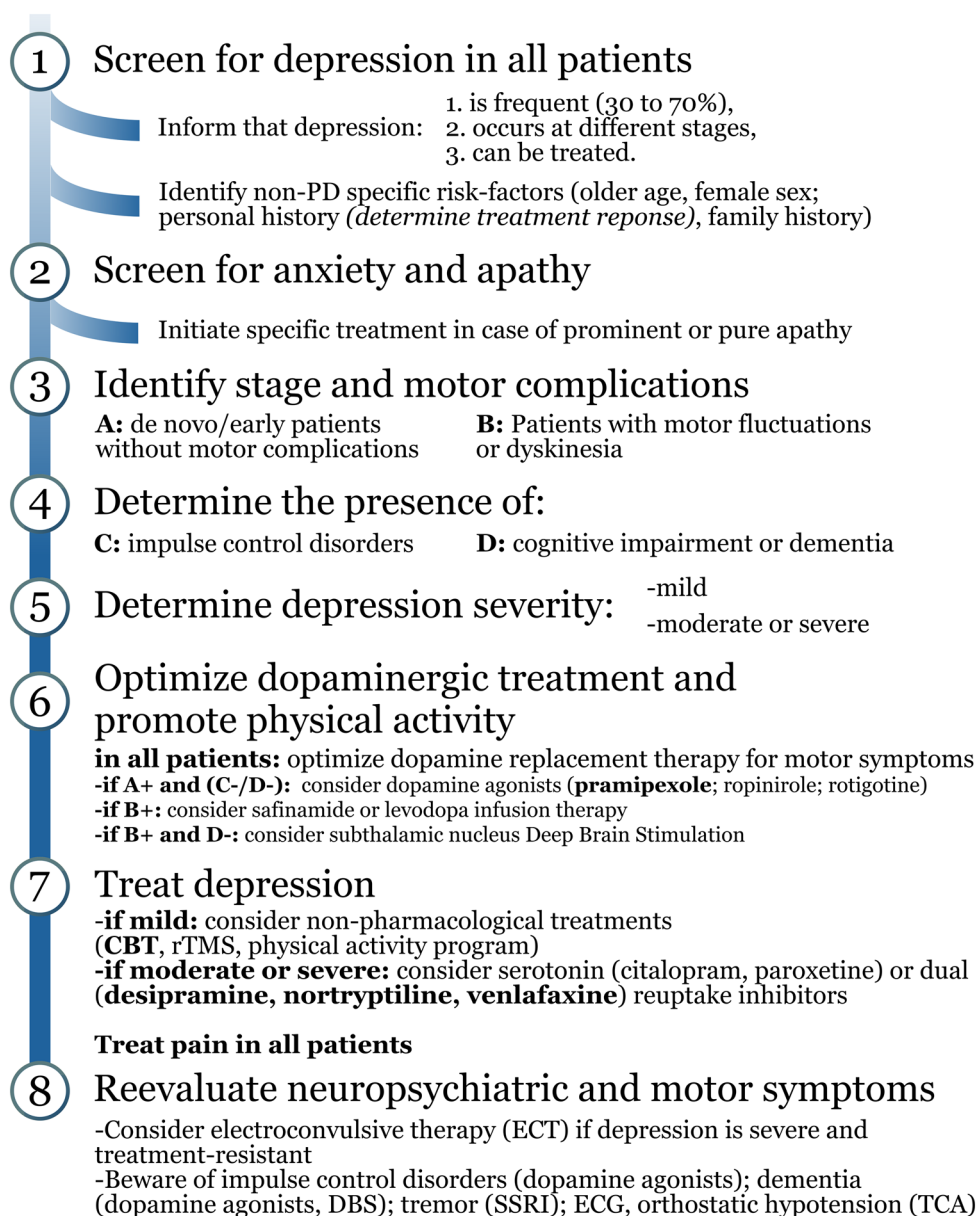 1 Screen for depression in all patients
Inform that depression:
1. is frequent (30 to 70%),
2. occurs at different stages,
3. can be treated.
Identify non-PD specific risk-factors (older age, female sex;
personal history (determine treatment reponse), family history)
2 Screen for anxiety and apathy
Initiate specific treatment in case of prominent or pure apathy
3 Identify stage and motor complications
A: de novo/early patients
without motor complications
B: Patients with motor fluctuations
or dyskinesia
4 Determine the presence of:
C: impulse control disorders
D: cognitive impairment or dementia
5 Determine depression severity:
-mild
-moderate or severe
6 Optimize dopaminergic treatment and
promote physical activity
in all patients: optimize dopamine replacement therapy for motor symptoms
-if A+ and (C-/D-): consider dopamine agonists (pramipexole; ropinirole; rotigotine)
-if B+: consider safinamide or levodopa infusion therapy
-if B+ and D-: consider subthalamic nucleus Deep Brain Stimulation
7 Treat depression
-if mild: consider non-pharmacological treatments
(CBT, rTMS, physical activity program)
-if moderate or severe: consider serotonin (citalopram, paroxetine) or dual
(desipramine, nortryptiline, venlafaxine) reuptake inhibitors
Treat pain in all patients
8 Reevaluate neuropsychiatric and motor symptoms
-Consider electroconvulsive therapy (ECT) if depression is severe and
treatment-resistant
-Beware of impulse control disorders (dopamine agonists); dementia
(dopamine agonists, DBS); tremor (SSRI); ECG, orthostatic hypotension (TCA)